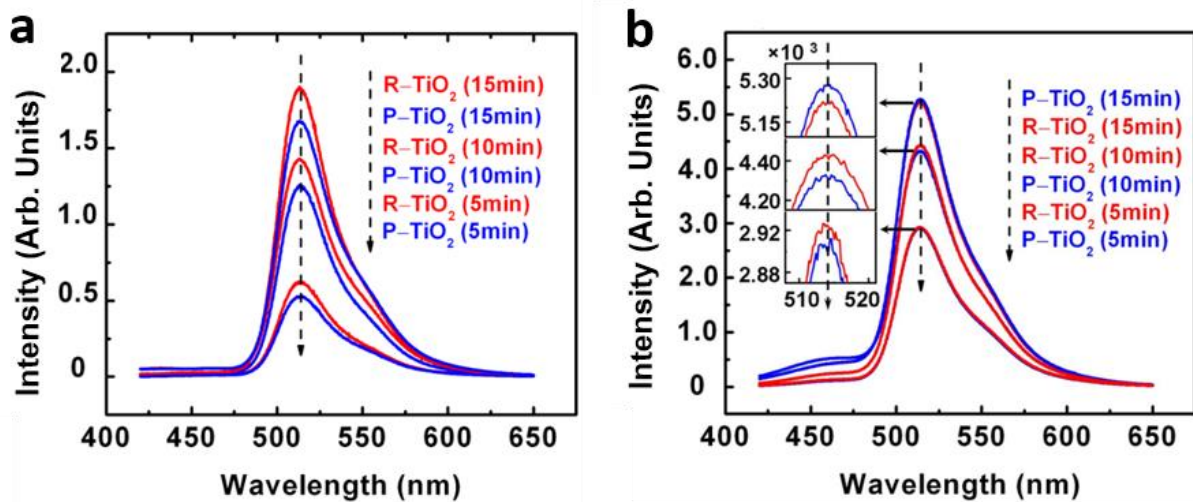 a
2.0
1.5
1.0
0.5
0
Intensity (Arb. Units)
R–TiO2 (15min)
P–TiO2 (15min)
R–TiO2 (10min)
P–TiO2 (10min)
R–TiO2 (5min)
P–TiO2 (5min)
400 450 500 550 600 650
Wavelength (nm)
b
6.0
5.0
4.0
3.0
2.0
1.0
0
Intensity (Arb. Units)
× 10 3
5.30
5.15
4.40
4.20
2.92
2.88
510 520
P–TiO2 (15min)
R–TiO2 (15min)
R–TiO2 (10min)
P–TiO2 (10min)
R–TiO2 (5min)
P–TiO2 (5min)
400 450 500 550 600 650
Wavelength (nm)